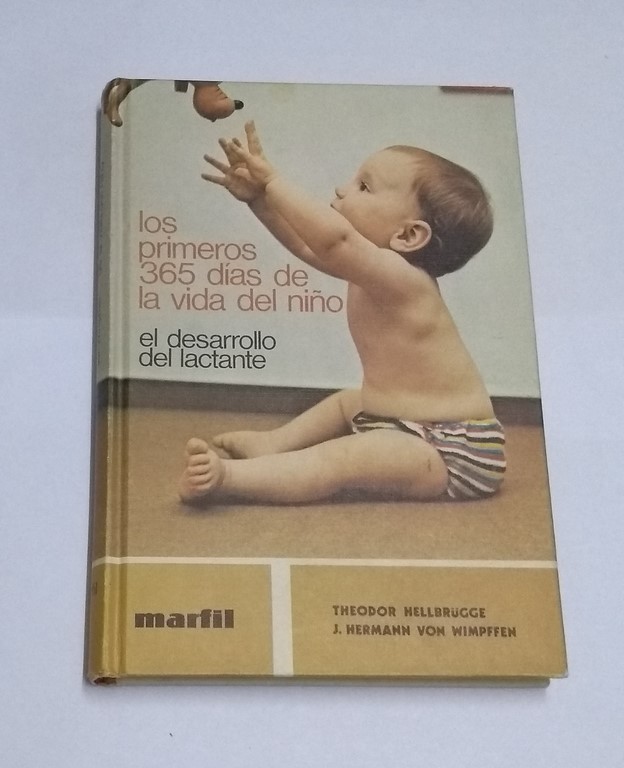 los
primeros
365 días de
la vida del niño
el desarrollo
del lactante
marfil
THEODOR HELLBRÜGGE
J. HERMANN VON WIMPFFEN